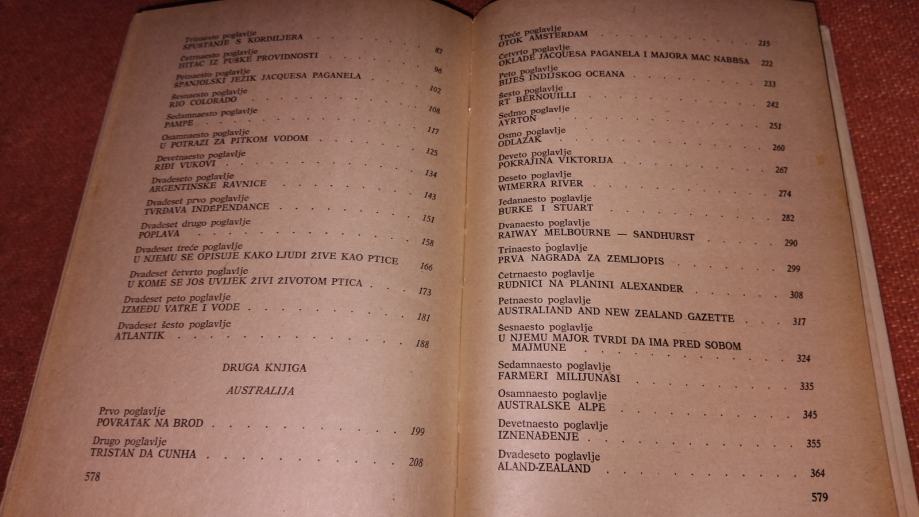 Trinaesto poglavlje
SPUSTANJE S KORDILJERA . . . . . . . . . 87
Četrnaesto poglavlje
HITAC IZ PUŠKE PROVIDNOSTI . . . . . . . . 96
Petnaesto poglavlje
ŠPANJOLSKI JEZIK JACQUESA PAGANELA . . . . . 102
Šesnaesto poglavlje
RIO COLORADO . . . . . . . . . . . 108
Sedamnaesto poglavlje
PAMPE . . . . . . . . . . . . . 117
Osamnaesto poglavlje
U POTRAZI ZA PITKOM VODOM . . . . . . . . 125
Devetnaesto poglavlje
RIĐI VUKOVI . . . . . . . . . . . 134
Dvadeseto poglavlje
ARGENTINSKE RAVNICE . . . . . . . . . 143
Dvadeset prvo poglavlje
TVRĐAVA INDEPENDANCE . . . . . . . . . 151
Dvadeset drugo poglavlje
POPLAVA . . . . . . . . . . . . 158
Dvadeset treće poglavlje
U NJEMU SE OPISUJE KAKO LJUDI ŽIVE KAO PTICE 166
Dvadeset četvrto poglavlje
U KOME SE JOŠ UVIJEK ŽIVI ŽIVOTOM PTICA . . . 173
Dvadeset peto poglavlje
IZMEĐU VATRE I VODE . . . . . . . . . 181
Dvadeset šesto poglavlje
ATLANTIK . . . . . . . . . . . . 188
DRUGA KNJIGA
AUSTRALIJA
Prvo poglavlje
POVRATAK NA BROD . . . . . . . . . . 199
Drugo poglavlje
TRISTAN DA CUNHA . . . . . . . . . . 208
578
Treće poglavlje
OTOK AMSTERDAM . . . . . . . . . . 215
Četvrto poglavlje
OKLADE JACQUESA PAGANELA I MAJORA MAC NABBSA 222
Peto poglavlje
BIJES INDIJSKOG OCEANA . . . . . . . . 233
Šesto poglavlje
RT BERNOUILLI . . . . . . . . . . 242
Sedmo poglavlje
AYRTON . . . . . . . . . . . . 251
Osmo poglavlje
ODLAZAK . . . . . . . . . . . . 260
Deveto poglavlje
POKRAJINA VIKTORIJA . . . . . . . . . 267
Deseto poglavlje
WIMERRA RIVER . . . . . . . . . . 274
Jedanaesto poglavlje
BURKE I STUART . . . . . . . . . . 282
Dvanaesto poglavlje
RAIWAY MELBOURNE — SANDHURST . . . . . . 290
Trinaesto poglavlje
PRVA NAGRADA ZA ZEMLJOPIS . . . . . . . 299
Četrnaesto poglavlje
RUDNICI NA PLANINI ALEXANDER . . . . . . 308
Petnaesto poglavlje
AUSTRALIAND AND NEW ZEALAND GAZETTE . . . . 317
Šesnaesto poglavlje
U NJEMU MAJOR TVRDI DA IMA PRED SOBOM
MAJMUNE . . . . . . . . . . . 324
Sedamnaesto poglavlje
FARMERI MILIJUNAŠI . . . . . . . . . 335
Osamnaesto poglavlje
AUSTRALSKE ALPE . . . . . . . . . . 345
Devetnaesto poglavlje
IZNENAĐENJE . . . . . . . . . . . 355
Dvadeseto poglavlje
ALAND-ZEALAND . . . . . . . . . . 364
579